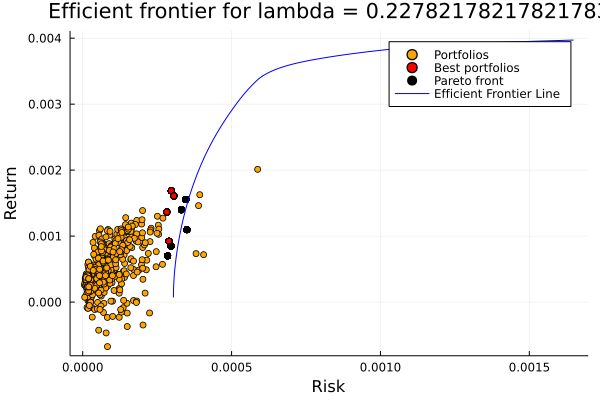 Efficient frontier for lambda = 0.2278217821782178
Portfolios
Best portfolios
Pareto front
Efficient Frontier Line
Return
0.004
0.003
0.002
0.001
0.000
0.0000 0.0005 0.0010 0.0015
Risk